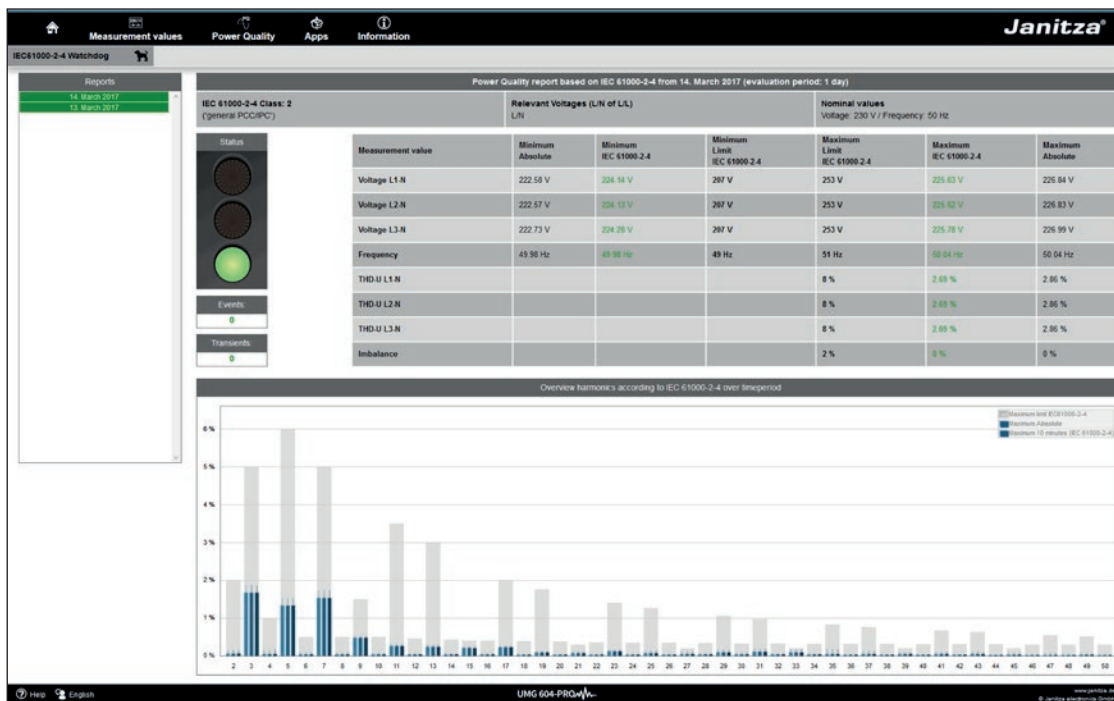 Measurement values Power Quality Apps Information Janitza®
IEC61000-2-4 Watchdog
Reports
14. March 2017
13. March 2017
Power Quality report based on IEC 61000-2-4 from 14. March 2017 (evaluation period: 1 day)
IEC 61000-2-4 Class: 2 Relevant Voltages (L/N of L/L) Nominal values
('general PCC/IPC') L/N Voltage: 230 V / Frequency: 50 Hz
Status
Events:
0
Transients:
0
Measurement value Minimum Absolute Minimum IEC 61000-2-4 Minimum Limit IEC 61000-2-4 Maximum Limit IEC 61000-2-4 Maximum IEC 61000-2-4 Maximum Absolute
Voltage L1-N 222.58 V 224.14 V 207 V 253 V 225.63 V 226.84 V
Voltage L2-N 222.57 V 224.13 V 207 V 253 V 225.62 V 226.83 V
Voltage L3-N 222.73 V 224.28 V 207 V 253 V 225.78 V 226.99 V
Frequency 49.98 Hz 49.98 Hz 49 Hz 51 Hz 50.04 Hz 50.04 Hz
THD-U L1-N 8 % 2.69 % 2.86 %
THD-U L2-N 8 % 2.69 % 2.86 %
THD-U L3-N 8 % 2.69 % 2.86 %
Imbalance 2 % 0 % 0 %
Overview harmonics according to IEC 61000-2-4 over timeperiod
Maximum limit IEC61000-2-4
Maximum Absolute
Maximum 10 minutes (IEC 61000-2-4)
6 %
5 %
4 %
3 %
2 %
1 %
0 %
2 3 4 5 6 7 8 9 10 11 12 13 14 15 16 17 18 19 20 21 22 23 24 25 26 27 28 29 30 31 32 33 34 35 36 37 38 39 40 41 42 43 44 45 46 47 48 49 50
Help English UMG 604-PRO www.janitza.de
© Janitza electronics GmbH